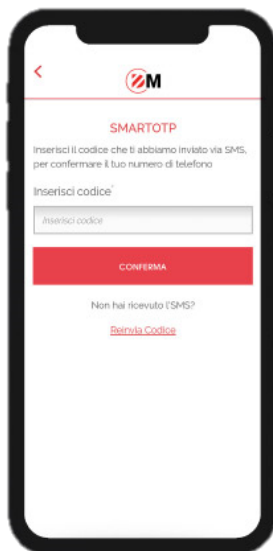 M
SMARTOTP
Inserisci il codice che ti abbiamo inviato via SMS,
per confermare il tuo numero di telefono
Inserisci codice*
Inserisci codice
CONFERMA
Non hai ricevuto l'SMS?
Reinvia Codice